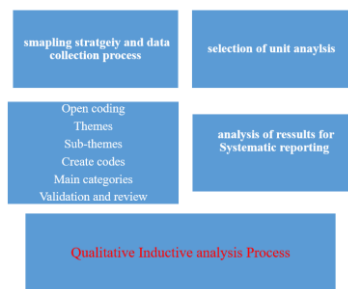 smapling stratgeiy and data
collection process
selection of unit anaylsis
Open coding
Themes
Sub-themes
Create codes
Main categories
Validation and review
analysis of ressults for
Systematic reporting
Qualitative Inductive analysis Process